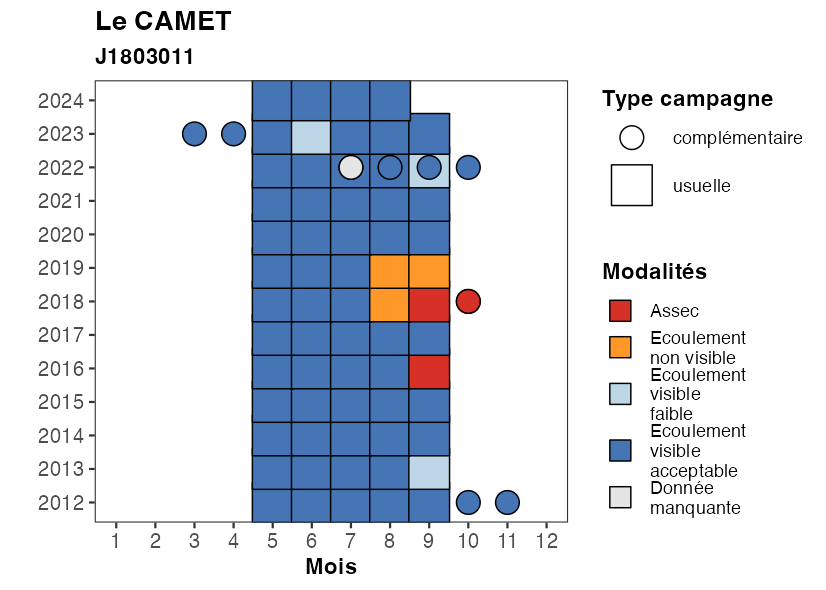 Le CAMET
J1803011
2024
2023
2022
2021
2020
2019
2018
2017
2016
2015
2014
2013
2012
1 2 3 4 5 6 7 8 9 10 11 12
Mois
Type campagne
complémentaire
usuelle
Modalités
Assec
Ecoulement
non visible
Ecoulement
visible
faible
Ecoulement
visible
acceptable
Donnée
manquante